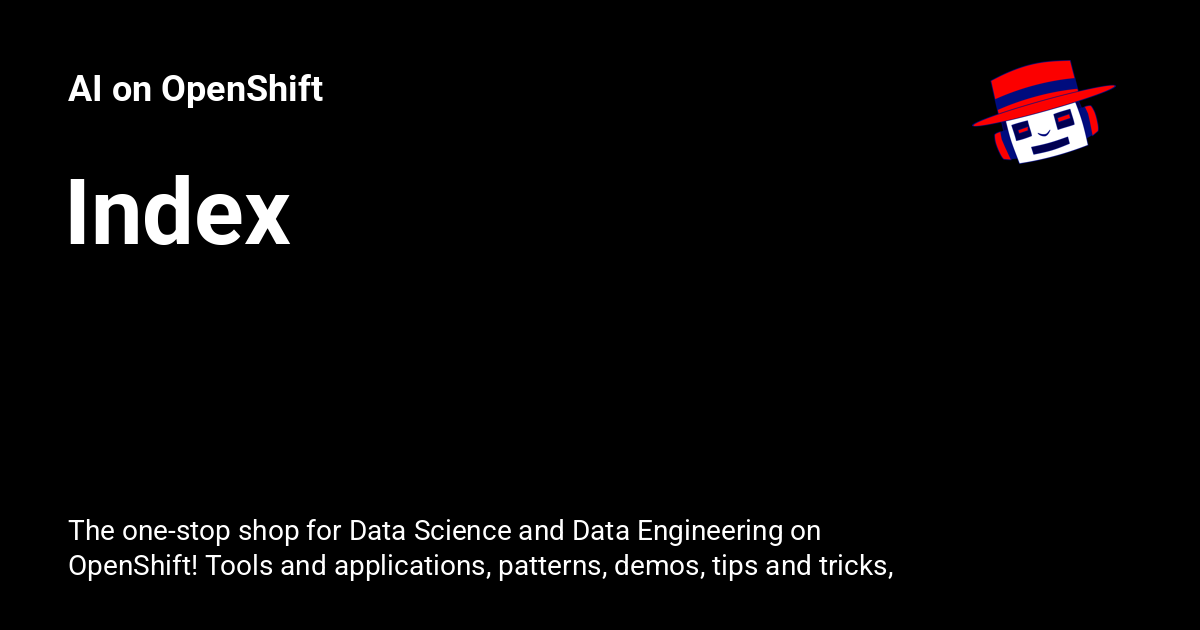 AI on OpenShift
Index
The one-stop shop for Data Science and Data Engineering on
OpenShift! Tools and applications, patterns, demos, tips and tricks,